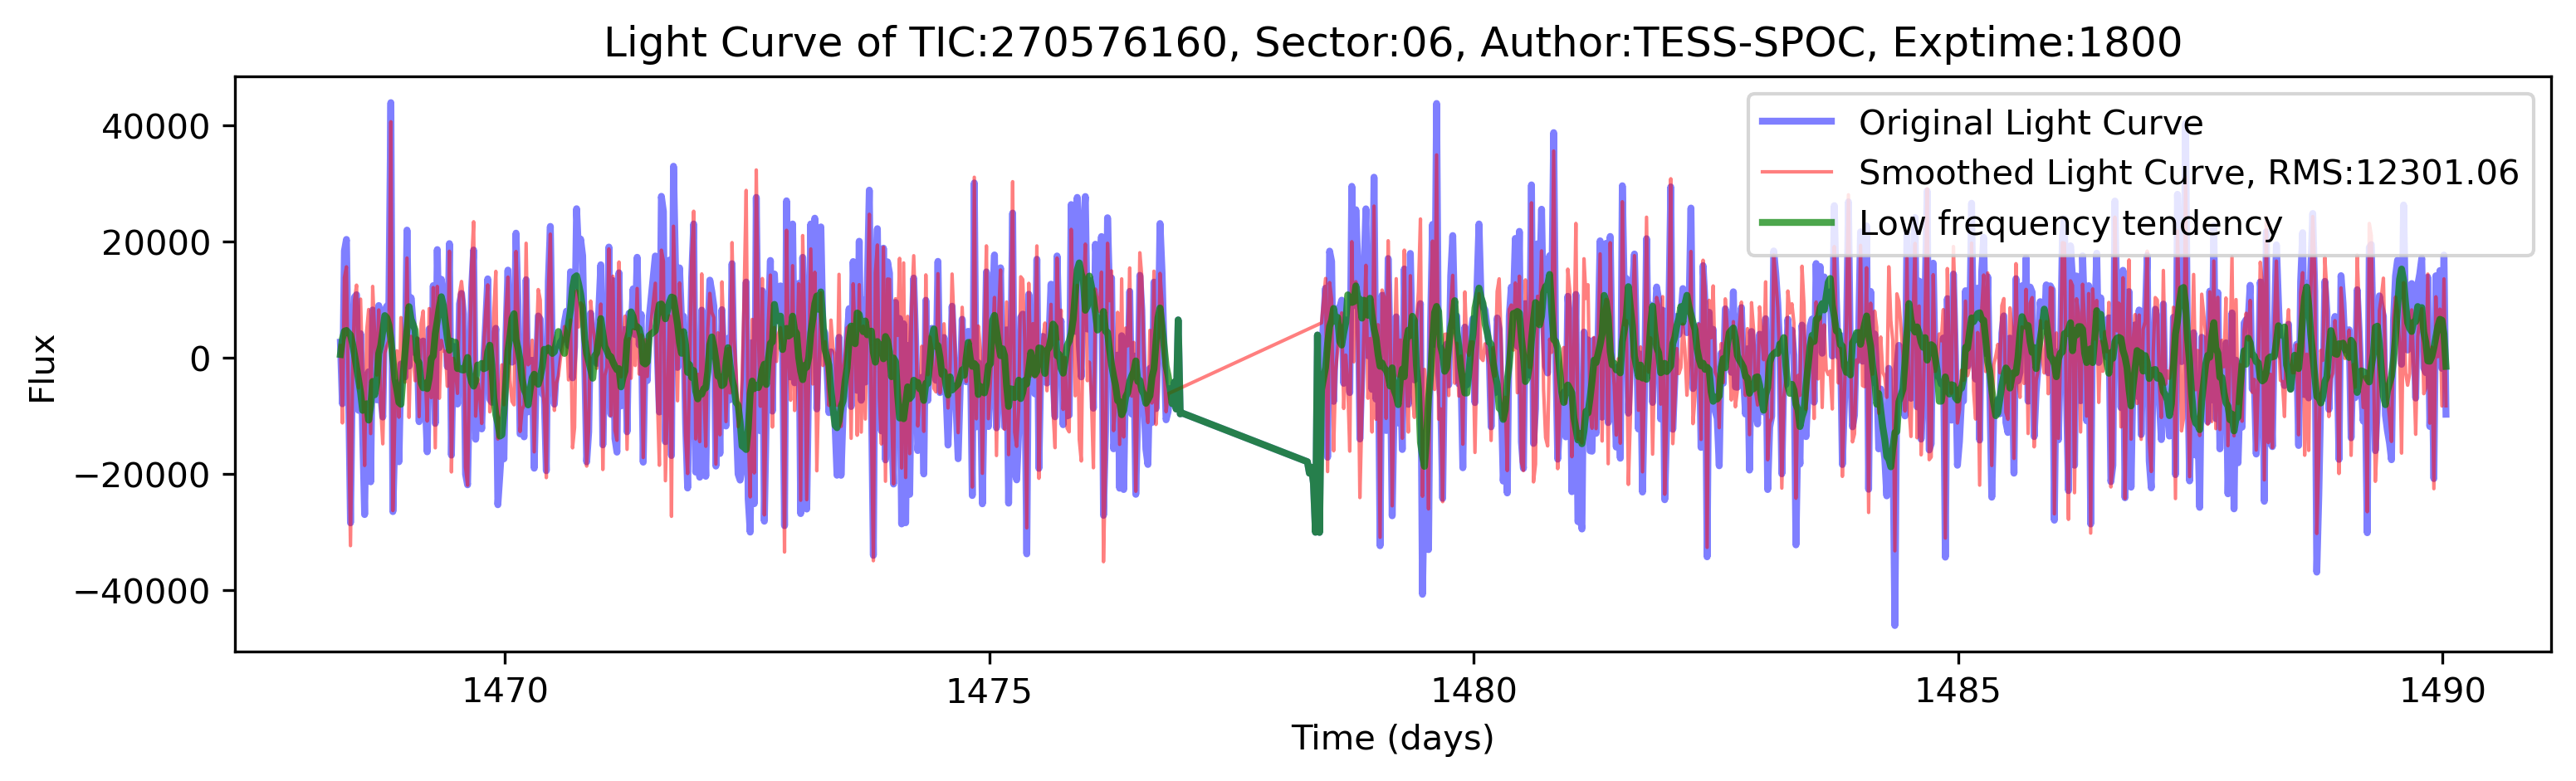 Light Curve of TIC:270576160, Sector:06, Author:TESS-SPOC, Exptime:1800
Original Light Curve
Smoothed Light Curve, RMS:12301.06
Low frequency tendency
Flux
40000
20000
0
−20000
−40000
1470 1475 1480 1485 1490
Time (days)